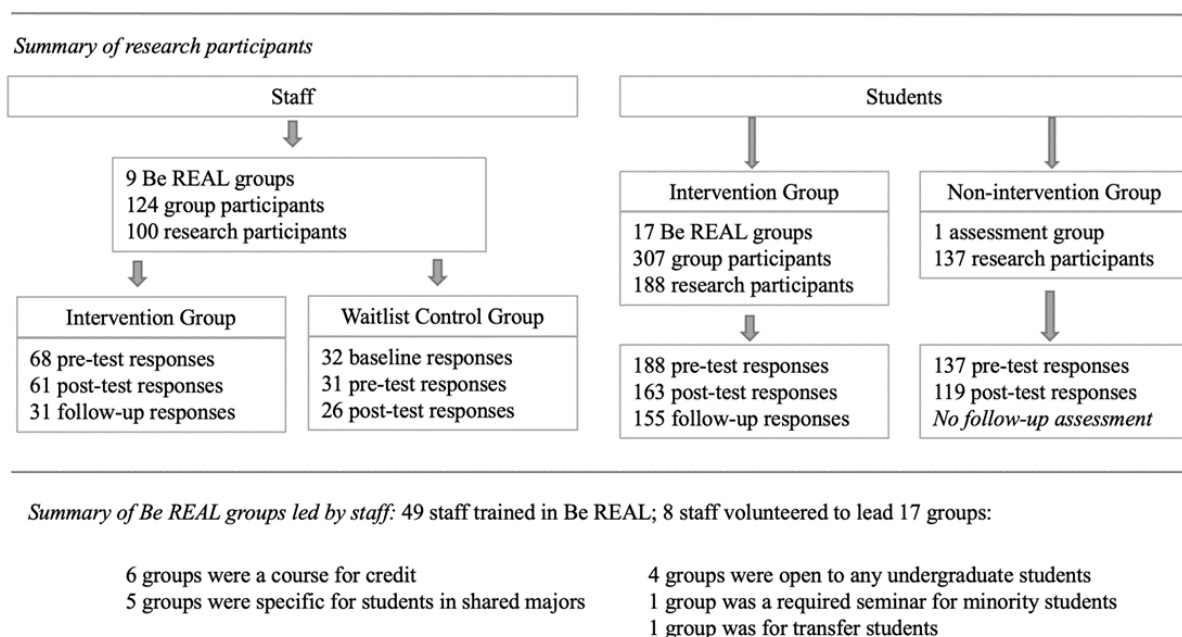 Summary of research participants
Staff
9 Be REAL groups
124 group participants
100 research participants
Intervention Group
68 pre-test responses
61 post-test responses
31 follow-up responses
Waitlist Control Group
32 baseline responses
31 pre-test responses
26 post-test responses
Students
Intervention Group
17 Be REAL groups
307 group participants
188 research participants
188 pre-test responses
163 post-test responses
155 follow-up responses
Non-intervention Group
1 assessment group
137 research participants
137 pre-test responses
119 post-test responses
No follow-up assessment
Summary of Be REAL groups led by staff: 49 staff trained in Be REAL; 8 staff volunteered to lead 17 groups:
6 groups were a course for credit
5 groups were specific for students in shared majors
4 groups were open to any undergraduate students
1 group was a required seminar for minority students
1 group was for transfer students